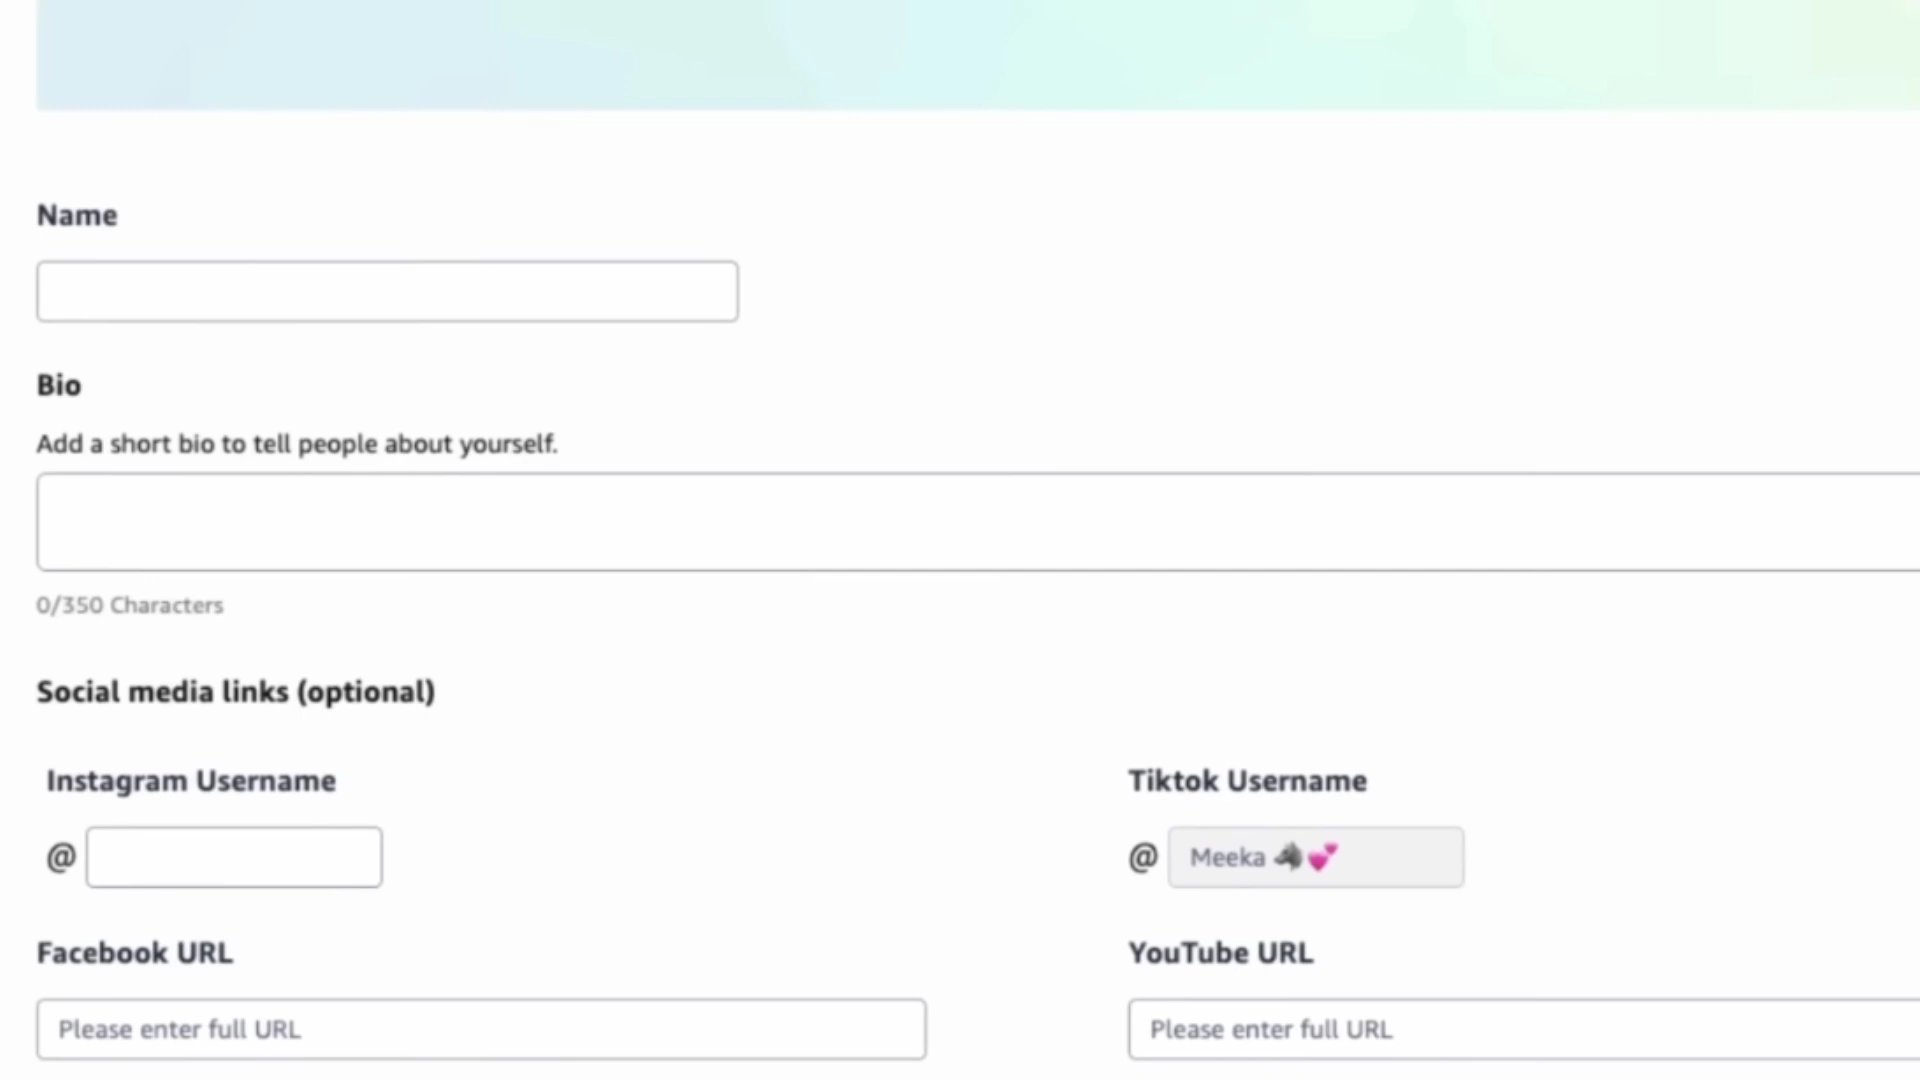 Name
Bio
Add a short bio to tell people about yourself.
0/350 Characters
Social media links (optional)
Instagram Username
Tiktok Username
@
@ Meeka 🐴💕
Facebook URL
YouTube URL
Please enter full URL
Please enter full URL